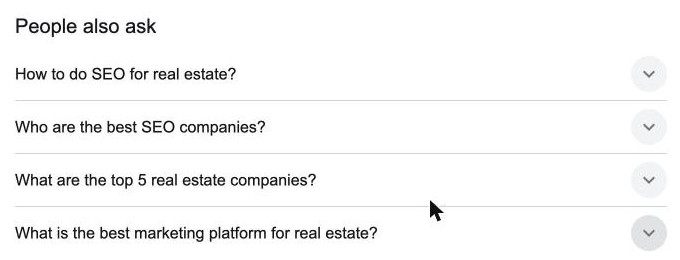 People also ask
How to do SEO for real estate?
Who are the best SEO companies?
What are the top 5 real estate companies?
What is the best marketing platform for real estate?